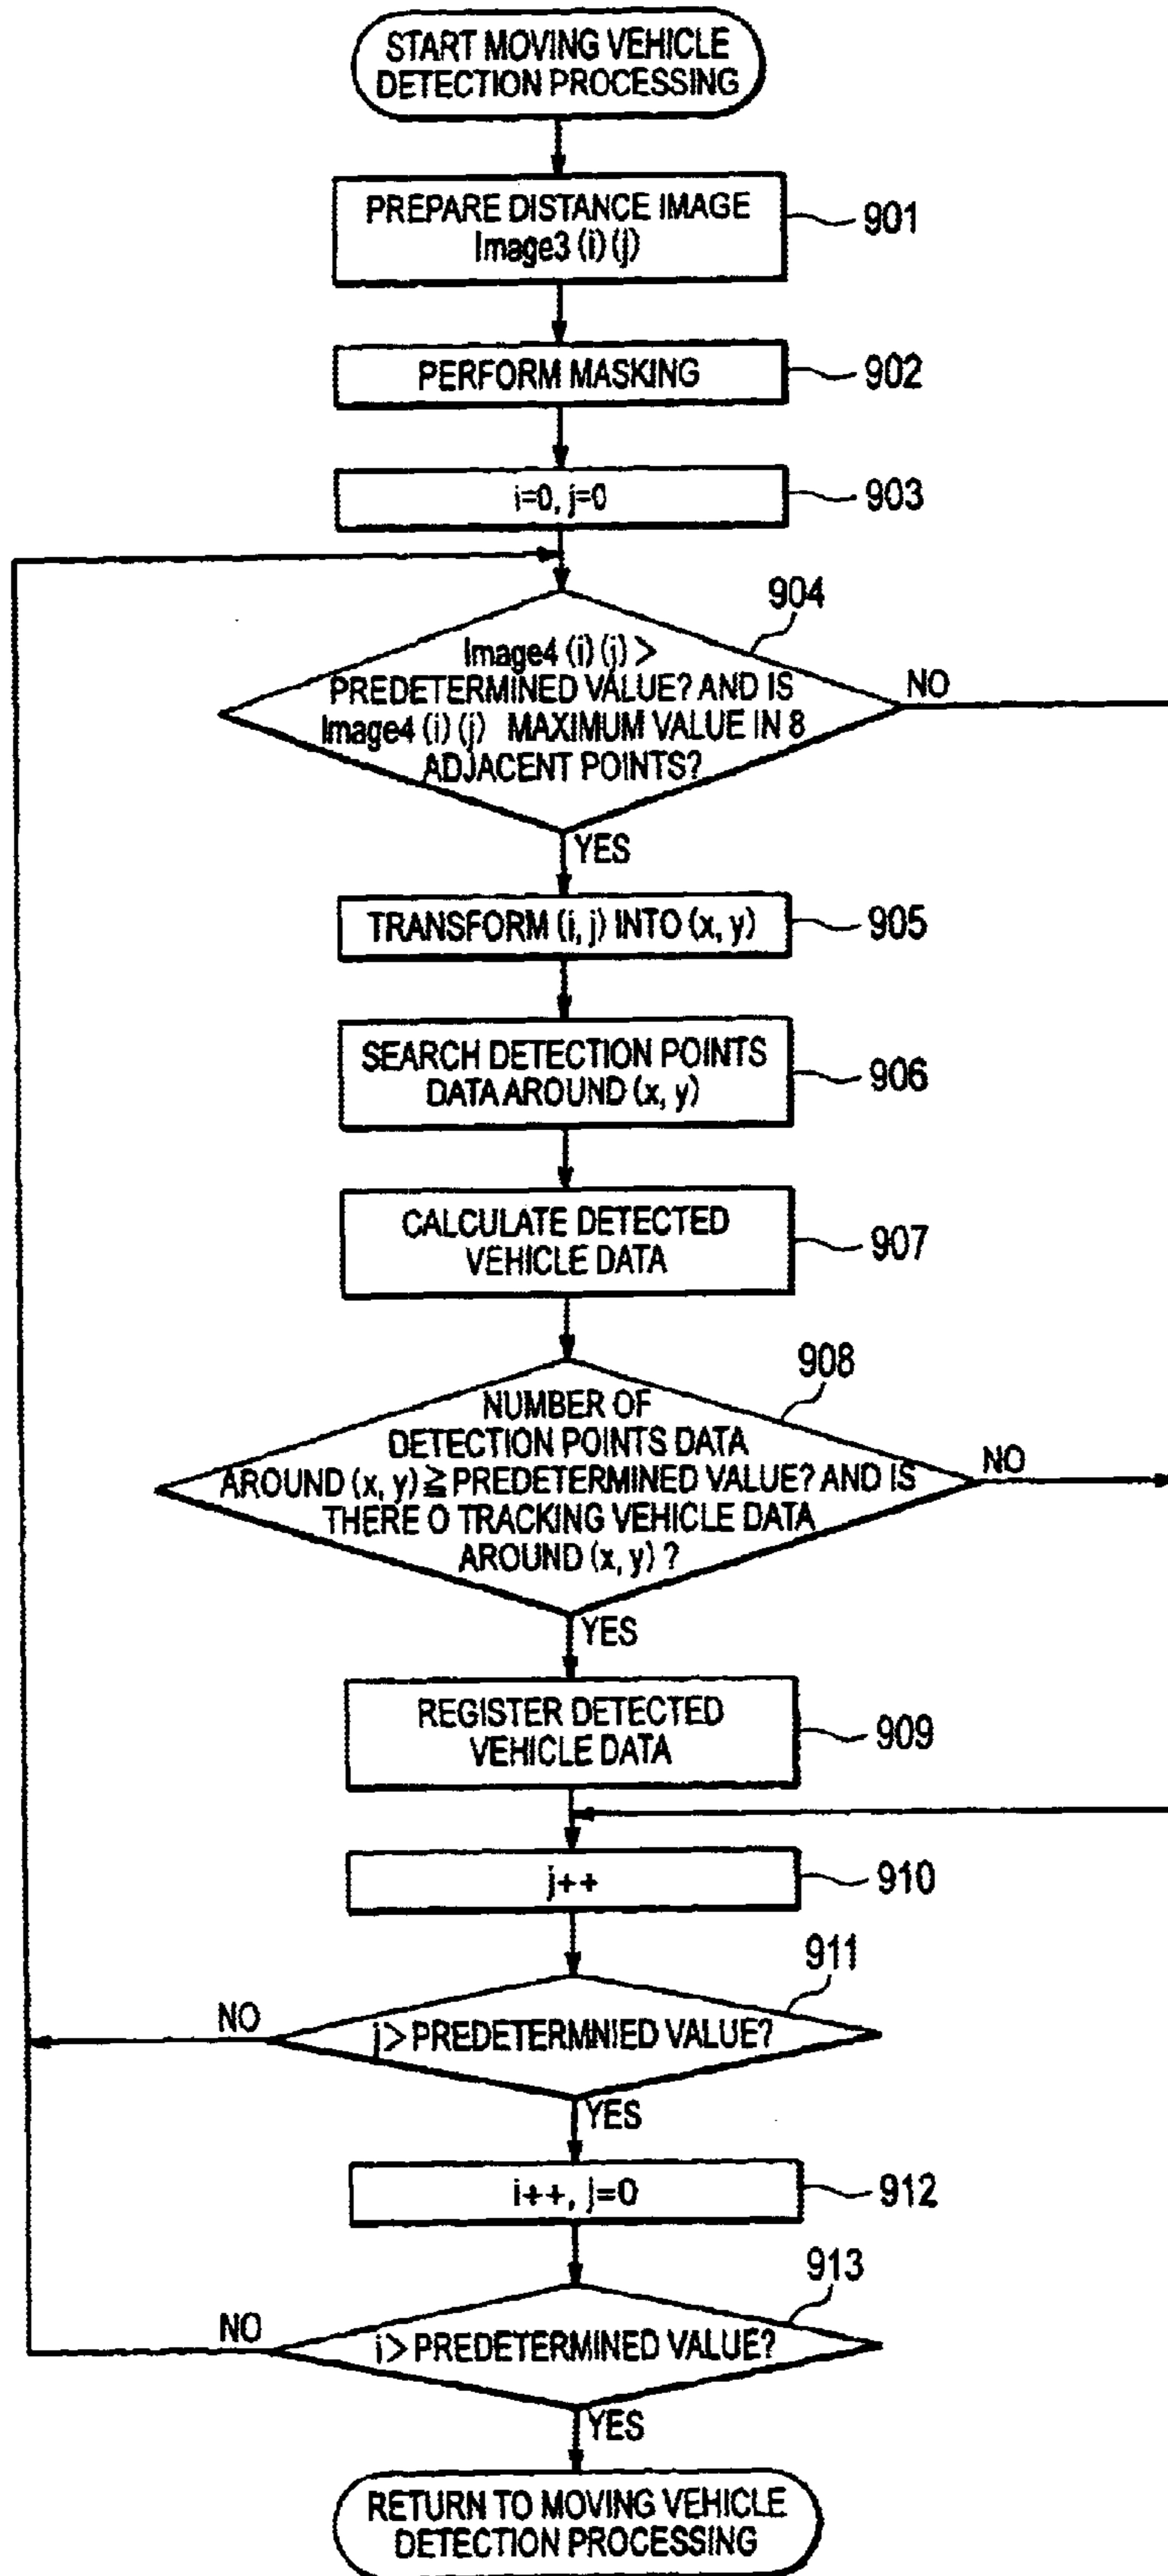 START MOVING VEHICLE
DETECTION PROCESSING
PREPARE DISTANCE IMAGE
Image3 (i) (j)
901
PERFORM MASKING
902
i=0, j=0
903
904
Image4 (i) (j) >
PREDETERMINED VALUE? AND IS
Image4 (i) (j) MAXIMUM VALUE IN 8
ADJACENT POINTS?
NO
YES
TRANSFORM (i, j) INTO (x, y)
905
SEARCH DETECTION POINTS
DATA AROUND (x, y)
906
CALCULATE DETECTED
VEHICLE DATA
907
908
NUMBER OF
DETECTION POINTS DATA
AROUND (x, y) ≧ PREDETERMINED VALUE? AND IS
THERE 0 TRACKING VEHICLE DATA
AROUND (x, y) ?
NO
YES
REGISTER DETECTED
VEHICLE DATA
909
j++
910
911
j > PREDETERMNIED VALUE?
NO
YES
i++, j=0
912
913
i > PREDETERMINED VALUE?
NO
YES
RETURN TO MOVING VEHICLE
DETECTION PROCESSING